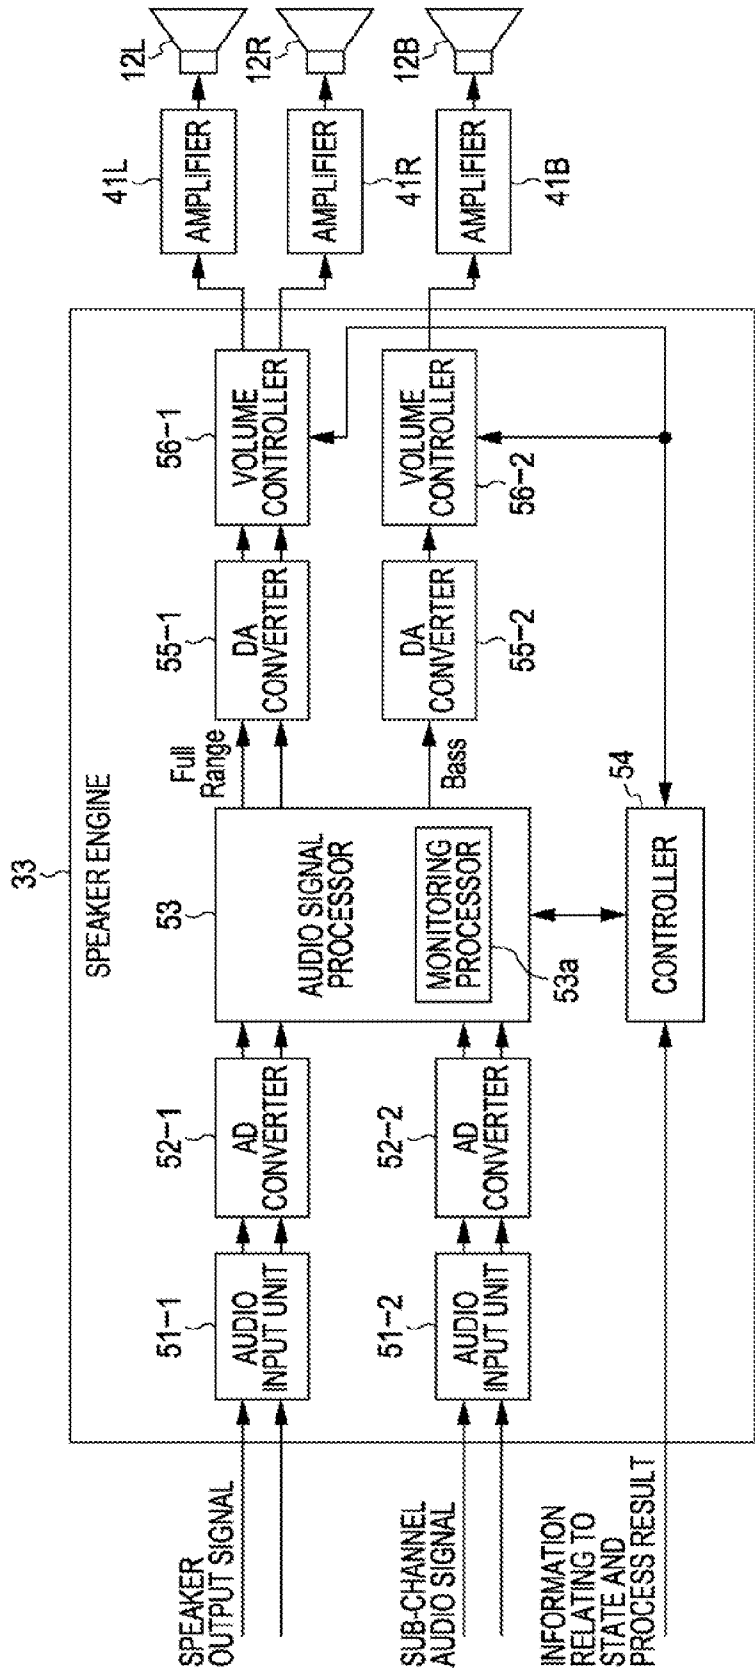 33
SPEAKER ENGINE
SPEAKER
OUTPUT SIGNAL
51-1
AUDIO
INPUT UNIT
52-1
AD
CONVERTER
53
AUDIO SIGNAL
PROCESSOR
MONITORING
PROCESSOR
53a
Full
Range
55-1
DA
CONVERTER
56-1
VOLUME
CONTROLLER
41L
AMPLIFIER
12L
AMPLIFIER
41R
12R
SUB-CHANNEL
AUDIO SIGNAL
51-2
AUDIO
INPUT UNIT
52-2
AD
CONVERTER
Bass
DA
CONVERTER
55-2
VOLUME
CONTROLLER
56-2
AMPLIFIER
41B
12B
INFORMATION
RELATING TO
STATE AND
PROCESS RESULT
CONTROLLER
54